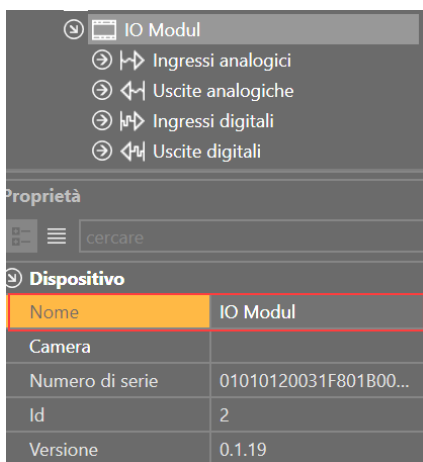 IO Modul
Ingressi analogici
Uscite analogiche
Ingressi digitali
Uscite digitali
Proprietà
cercare
Dispositivo
Nome IO Modul
Camera
Numero di serie 01010120031F801B00...
Id 2
Versione 0.1.19